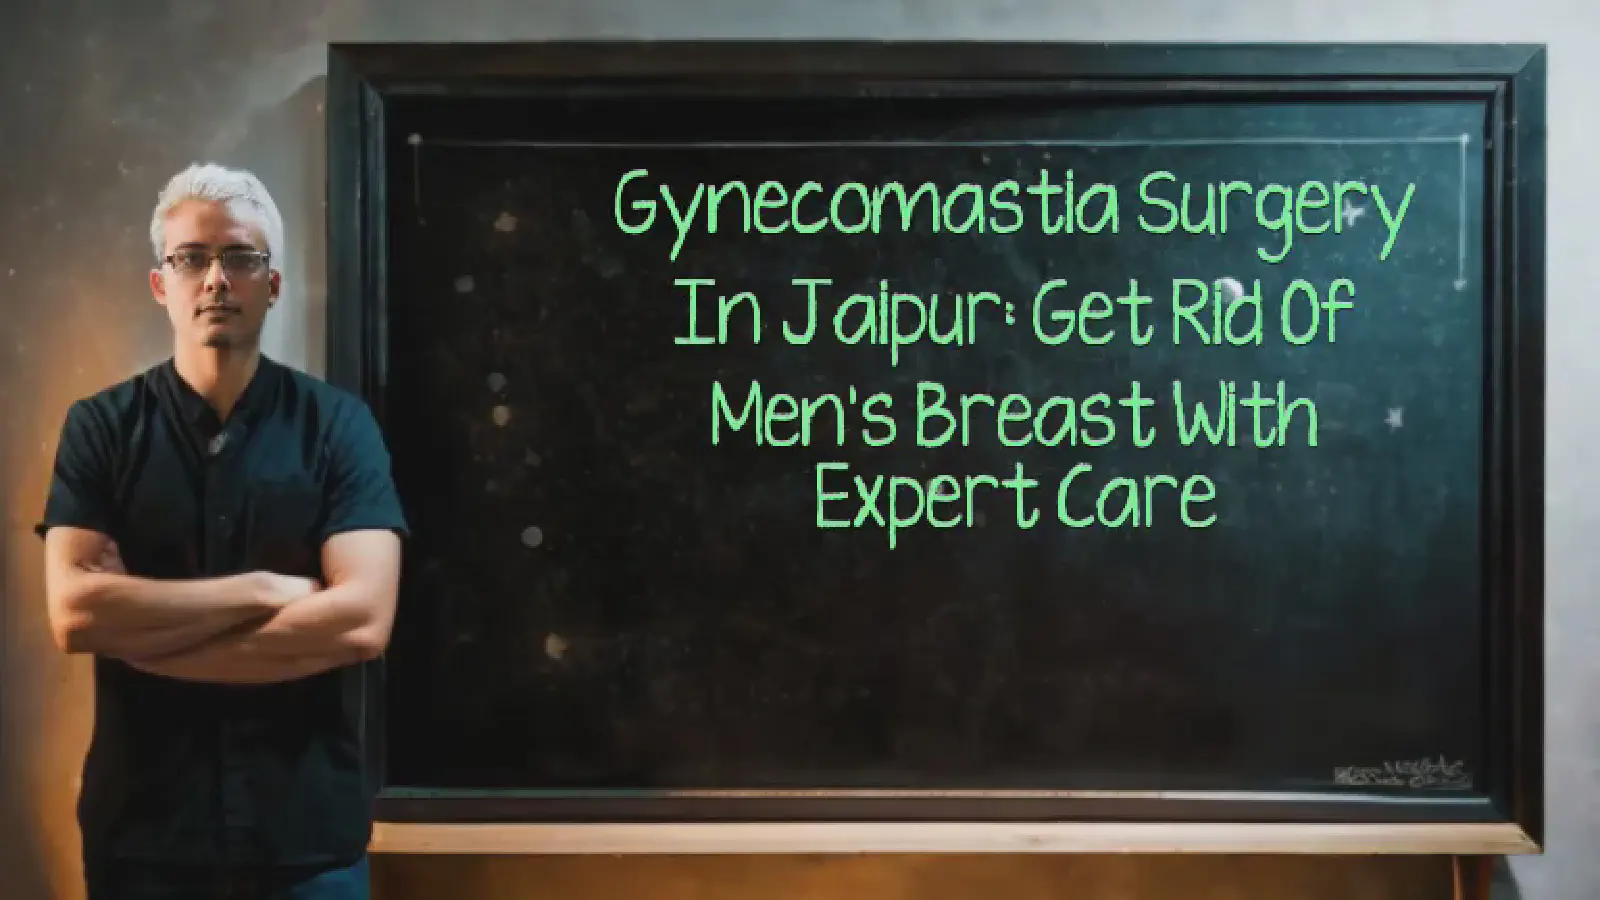 Gynecomastia Surgery
In Jaipur: Get Rid Of
Men's Breast With
Expert Care